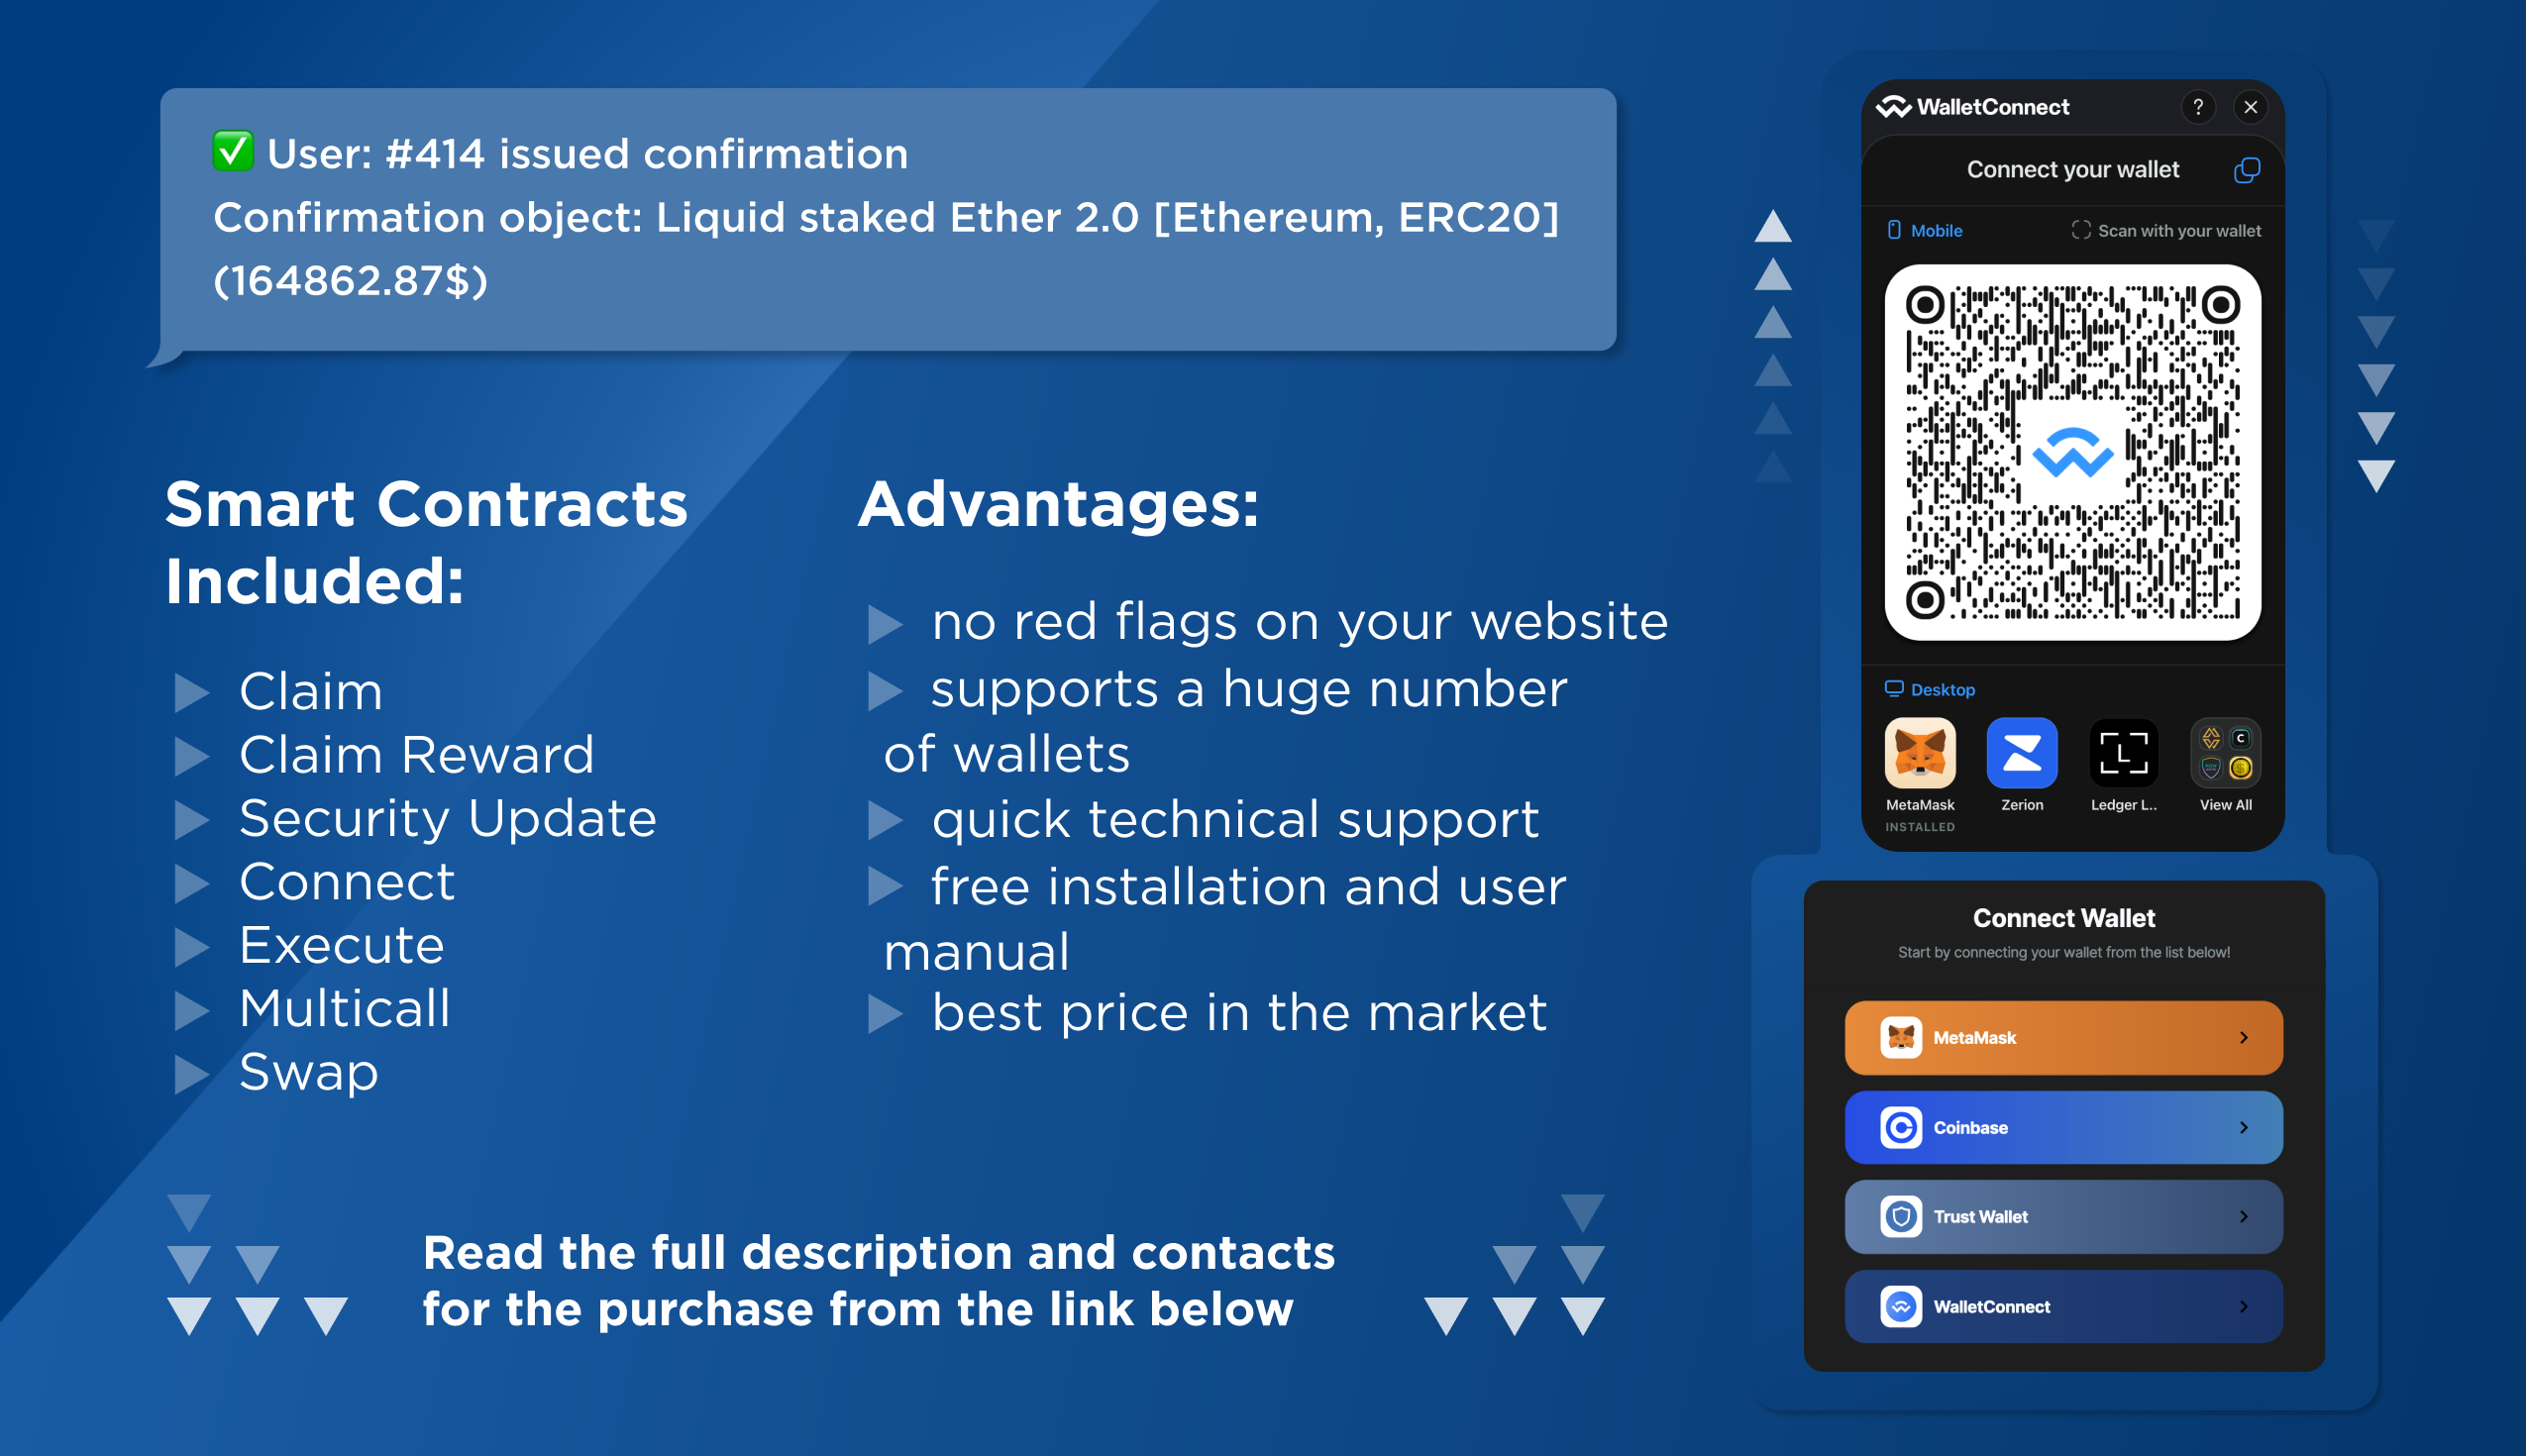 ✅ User: #414 issued confirmation
Confirmation object: Liquid staked Ether 2.0 [Ethereum, ERC20]
(164862.87$)
Smart Contracts
Included:
Claim
Claim Reward
Security Update
Connect
Execute
Multicall
Swap
Advantages:
no red flags on your website
supports a huge number
of wallets
quick technical support
free installation and user
manual
best price in the market
Read the full description and contacts
for the purchase from the link below
WalletConnect
?
Connect your wallet
Mobile
Scan with your wallet
Desktop
MetaMask
INSTALLED
Zerion
Ledger L..
View All
Connect Wallet
Start by connecting your wallet from the list below!
MetaMask
Coinbase
Trust Wallet
WalletConnect